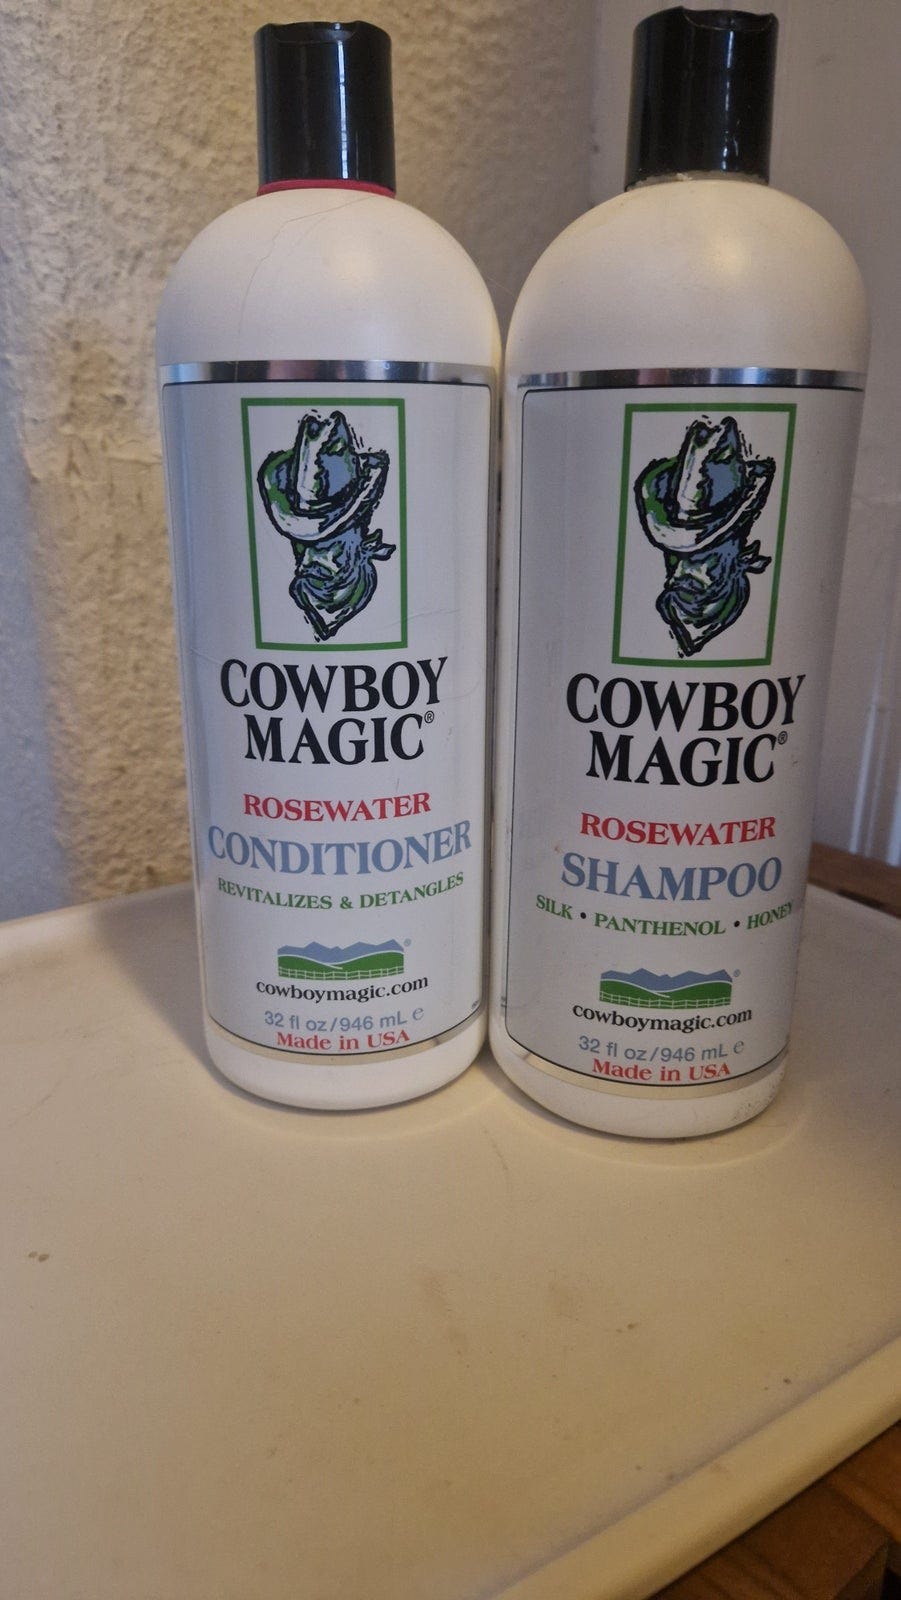 COWBOY
MAGIC®
ROSEWATER
CONDITIONER
REVITALIZES & DETANGLES
®
cowboymagic.com
32 fl oz/946 mL ℮
Made in USA
COWBOY
MAGIC®
ROSEWATER
SHAMPOO
SILK • PANTHENOL • HONEY
®
cowboymagic.com
32 fl oz/946 mL ℮
Made in USA